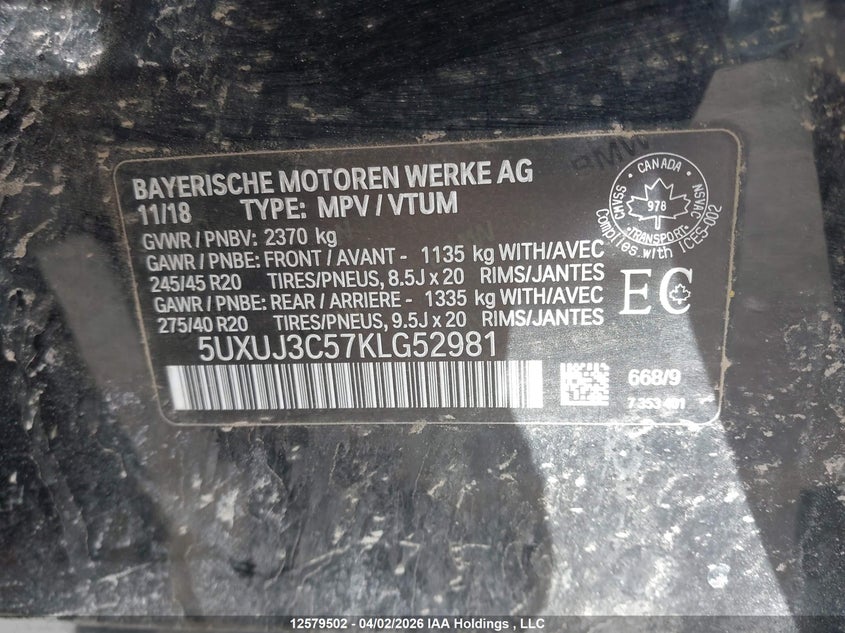 BAYERISCHE MOTOREN WERKE AG
11/18 TYPE: MPV / VTUM
GVWR / PNBV: 2370 kg
GAWR / PNBE: FRONT / AVANT - 1135 kg WITH/AVEC
245/45 R20 TIRES/PNEUS, 8.5J x 20 RIMS/JANTES
GAWR / PNBE: REAR / ARRIERE - 1335 kg WITH/AVEC
275/40 R20 TIRES/PNEUS, 9.5J x 20 RIMS/JANTES
5UXUJ3C57KLG52981
BMW
CMVSS • CANADA • NSVAC
978
•TRANSPORT•
Complies with ICES-002
EC
668/9
12579502 - 04/02/2026 IAA Holdings , LLC